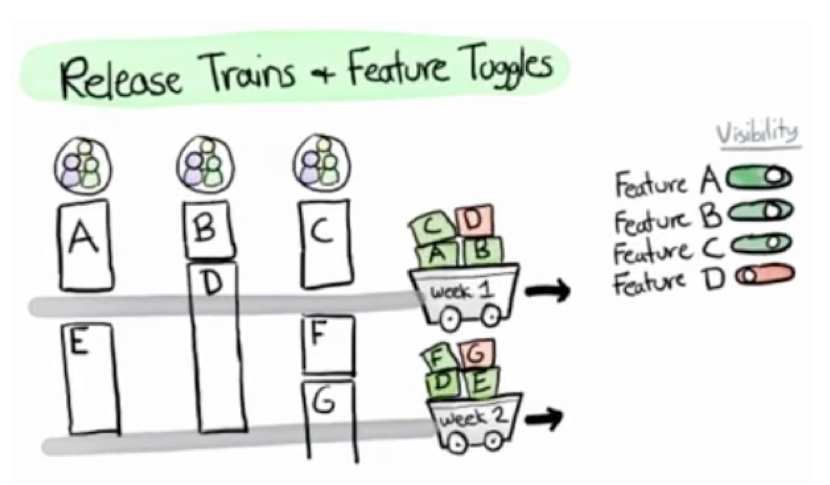 Release Trains + Feature Toggles
Visibility
Feature A
Feature B
Feature C
Feature D
A
B
C
D
C D
A B
week 1
E
F
G
F G
D E
week 2